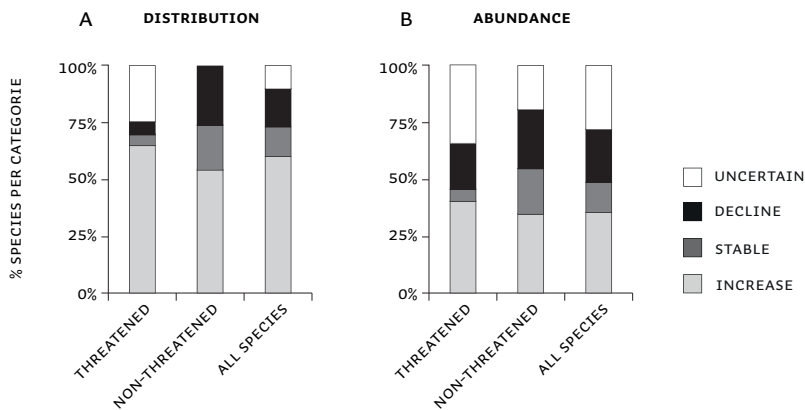 A DISTRIBUTION
B ABUNDANCE
% SPECIES PER CATEGORIE
100%
75%
50%
25%
0%
THREATENED
NON-THREATENED
ALL SPECIES
100%
75%
50%
25%
0%
THREATENED
NON-THREATENED
ALL SPECIES
UNCERTAIN
DECLINE
STABLE
INCREASE